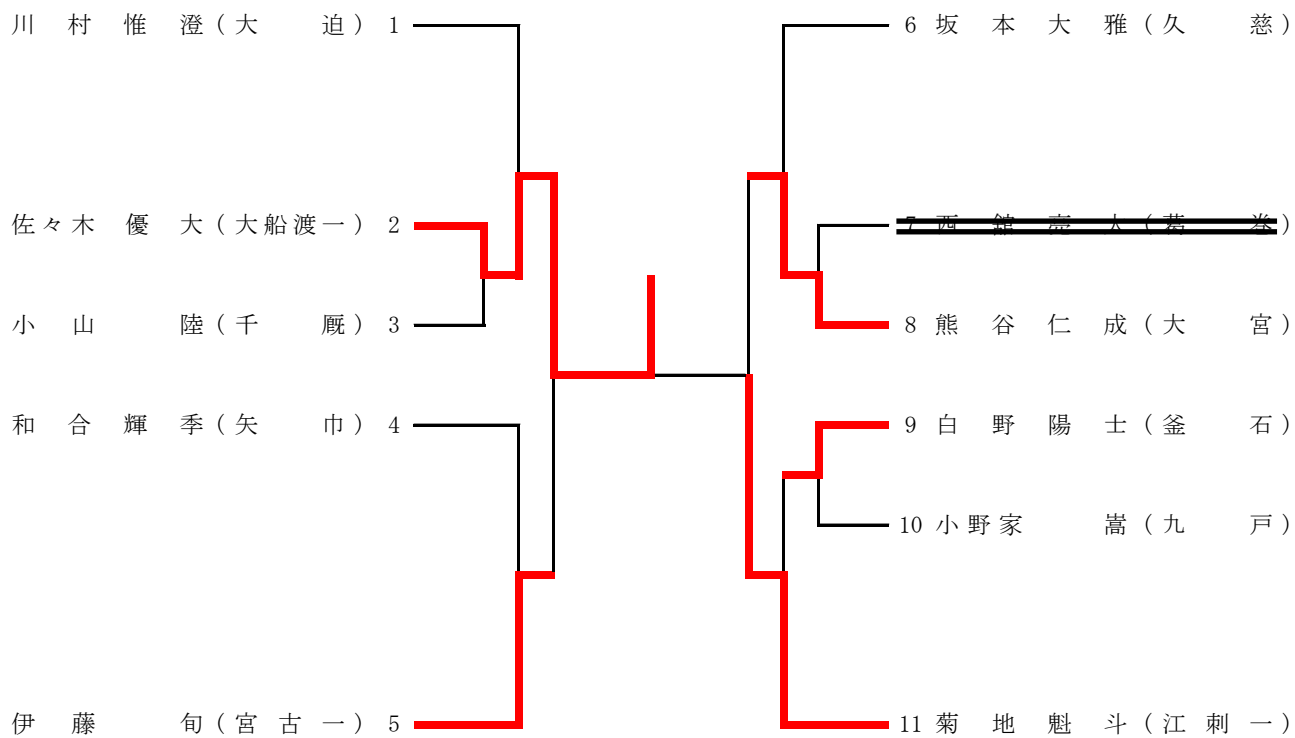 川村惟澄(大迫) 1
佐々木優大(大船渡一) 2
小山陸(千厩) 3
和合輝季(矢巾) 4
伊藤旬(宮古一) 5
6 坂本大雅(久慈)
7 西舘亮人(葛巻)
8 熊谷仁成(大宮)
9 白野陽士(釜石)
10 小野家嵩(九戸)
11 菊地魁斗(江刺一)